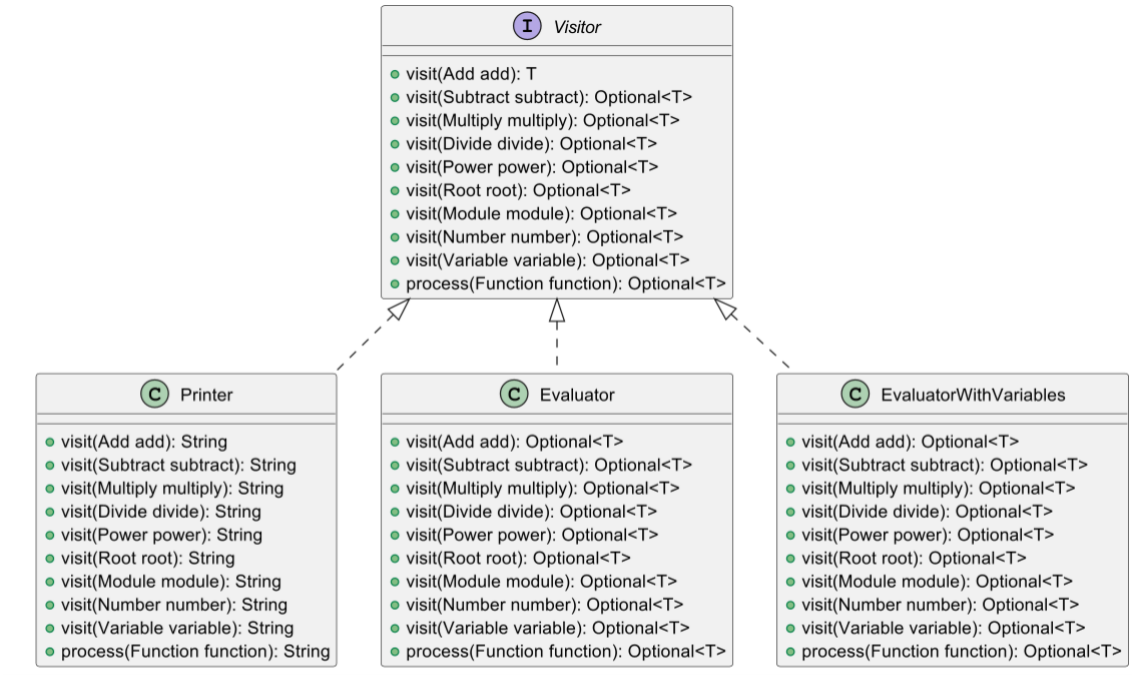 I Visitor
visit(Add add): T
visit(Subtract subtract): Optional<T>
visit(Multiply multiply): Optional<T>
visit(Divide divide): Optional<T>
visit(Power power): Optional<T>
visit(Root root): Optional<T>
visit(Module module): Optional<T>
visit(Number number): Optional<T>
visit(Variable variable): Optional<T>
process(Function function): Optional<T>
C Printer
visit(Add add): String
visit(Subtract subtract): String
visit(Multiply multiply): String
visit(Divide divide): String
visit(Power power): String
visit(Root root): String
visit(Module module): String
visit(Number number): String
visit(Variable variable): String
process(Function function): String
C Evaluator
visit(Add add): Optional<T>
visit(Subtract subtract): Optional<T>
visit(Multiply multiply): Optional<T>
visit(Divide divide): Optional<T>
visit(Power power): Optional<T>
visit(Root root): Optional<T>
visit(Module module): Optional<T>
visit(Number number): Optional<T>
visit(Variable variable): Optional<T>
process(Function function): Optional<T>
C EvaluatorWithVariables
visit(Add add): Optional<T>
visit(Subtract subtract): Optional<T>
visit(Multiply multiply): Optional<T>
visit(Divide divide): Optional<T>
visit(Power power): Optional<T>
visit(Root root): Optional<T>
visit(Module module): Optional<T>
visit(Number number): Optional<T>
visit(Variable variable): Optional<T>
process(Function function): Optional<T>